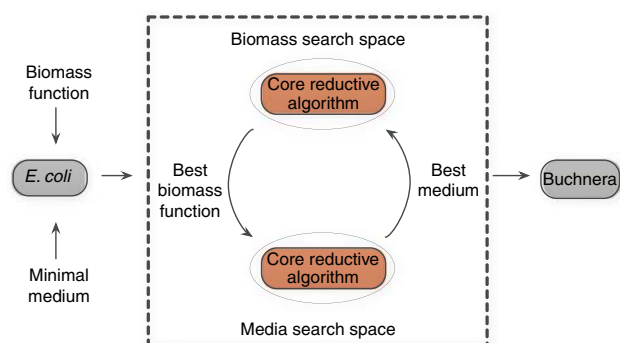 Biomass search space
Core reductive
algorithm
Biomass
function
E. coli
Minimal
medium
Best
biomass
function
Best
medium
Buchnera
Core reductive
algorithm
Media search space